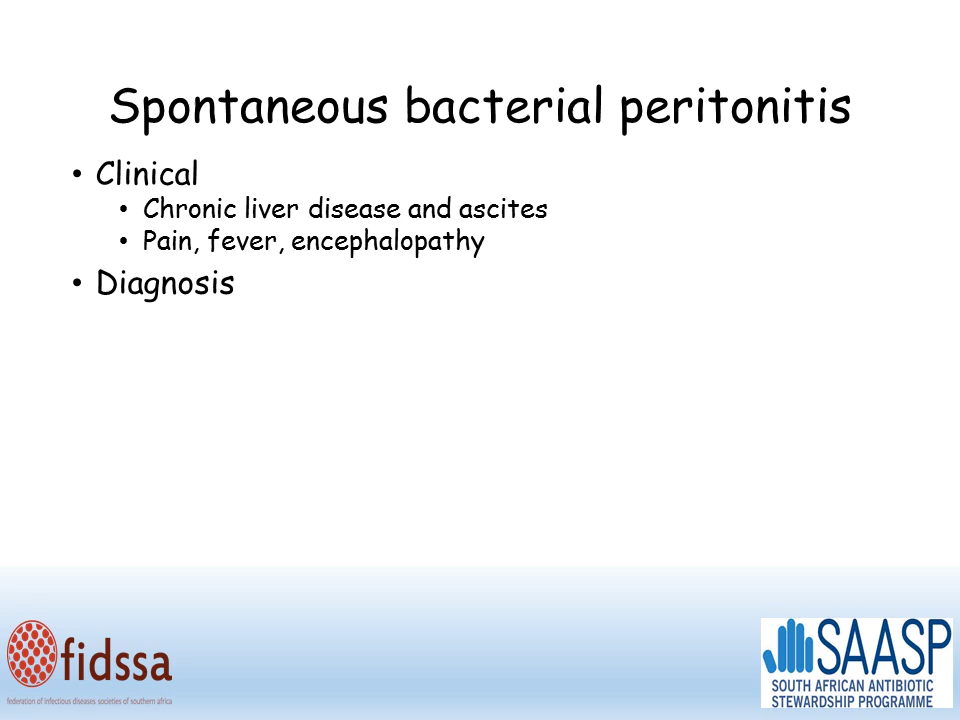 Spontaneous bacterial peritonitis
• Clinical
• Chronic liver disease and ascites
• Pain, fever, encephalopathy
• Diagnosis
fidssa
federation of infectious diseases societies of southern africa
SAASP
SOUTH AFRICAN ANTIBIOTIC
STEWARDSHIP PROGRAMME